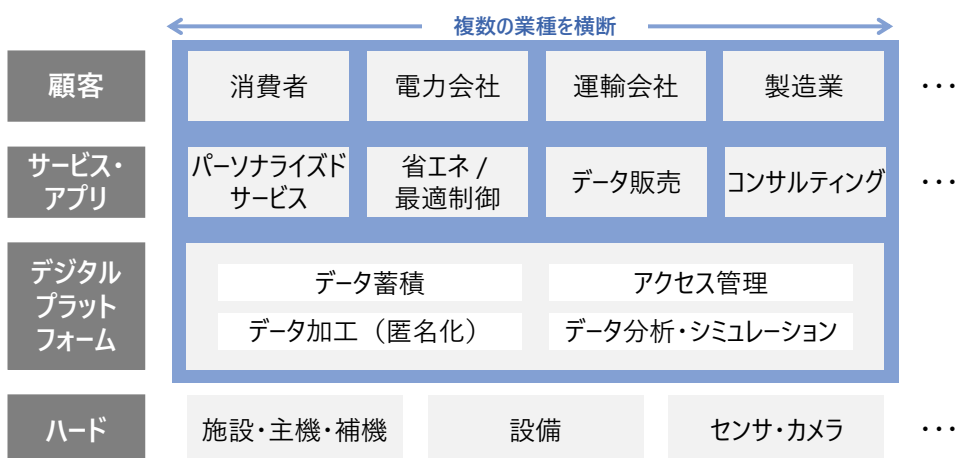 複数の業種を横断
顧客
消費者
電力会社
運輸会社
製造業
･･･
サービス・
アプリ
パーソナライズド
サービス
省エネ /
最適制御
データ販売
コンサルティング
･･･
デジタル
プラット
フォーム
データ蓄積
アクセス管理
データ加工（匿名化）
データ分析・シミュレーション
ハード
施設・主機・補機
設備
センサ・カメラ
･･･